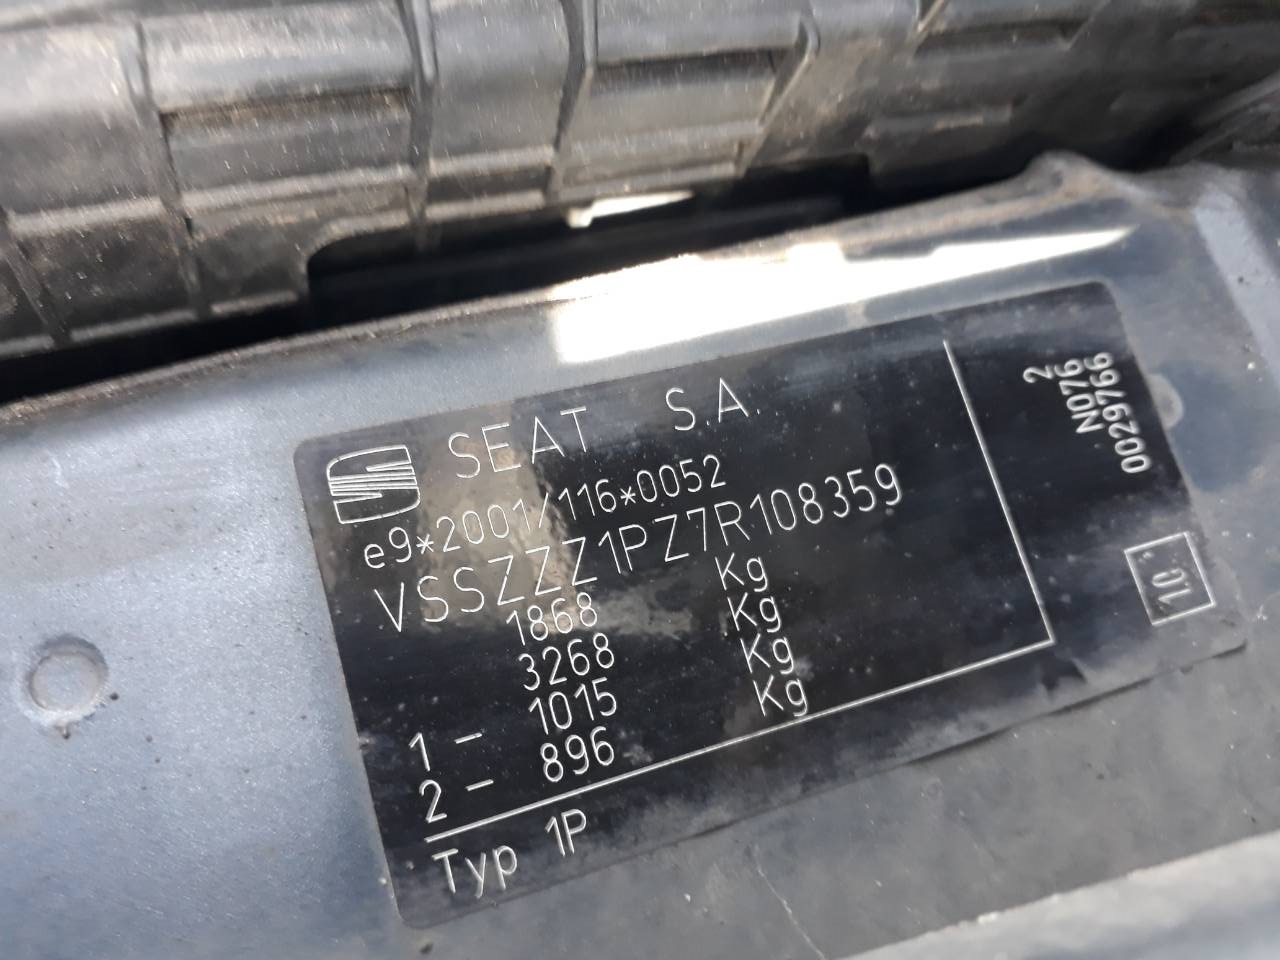 SEAT S.A.
e9*2001/116*0052
VSSZZZ1PZ7R108359
1868 Kg
3268 Kg
1 - 1015 Kg
2 - 896 Kg
Typ 1P
2
N076
0029766
10